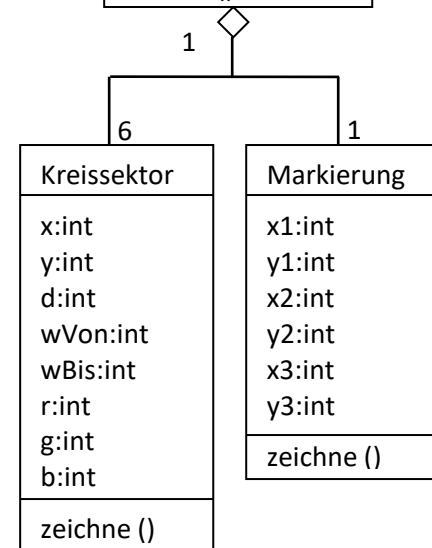 1
6
1
Kreissektor
x:int
y:int
d:int
wVon:int
wBis:int
r:int
g:int
b:int
zeichne ()
Markierung
x1:int
y1:int
x2:int
y2:int
x3:int
y3:int
zeichne ()